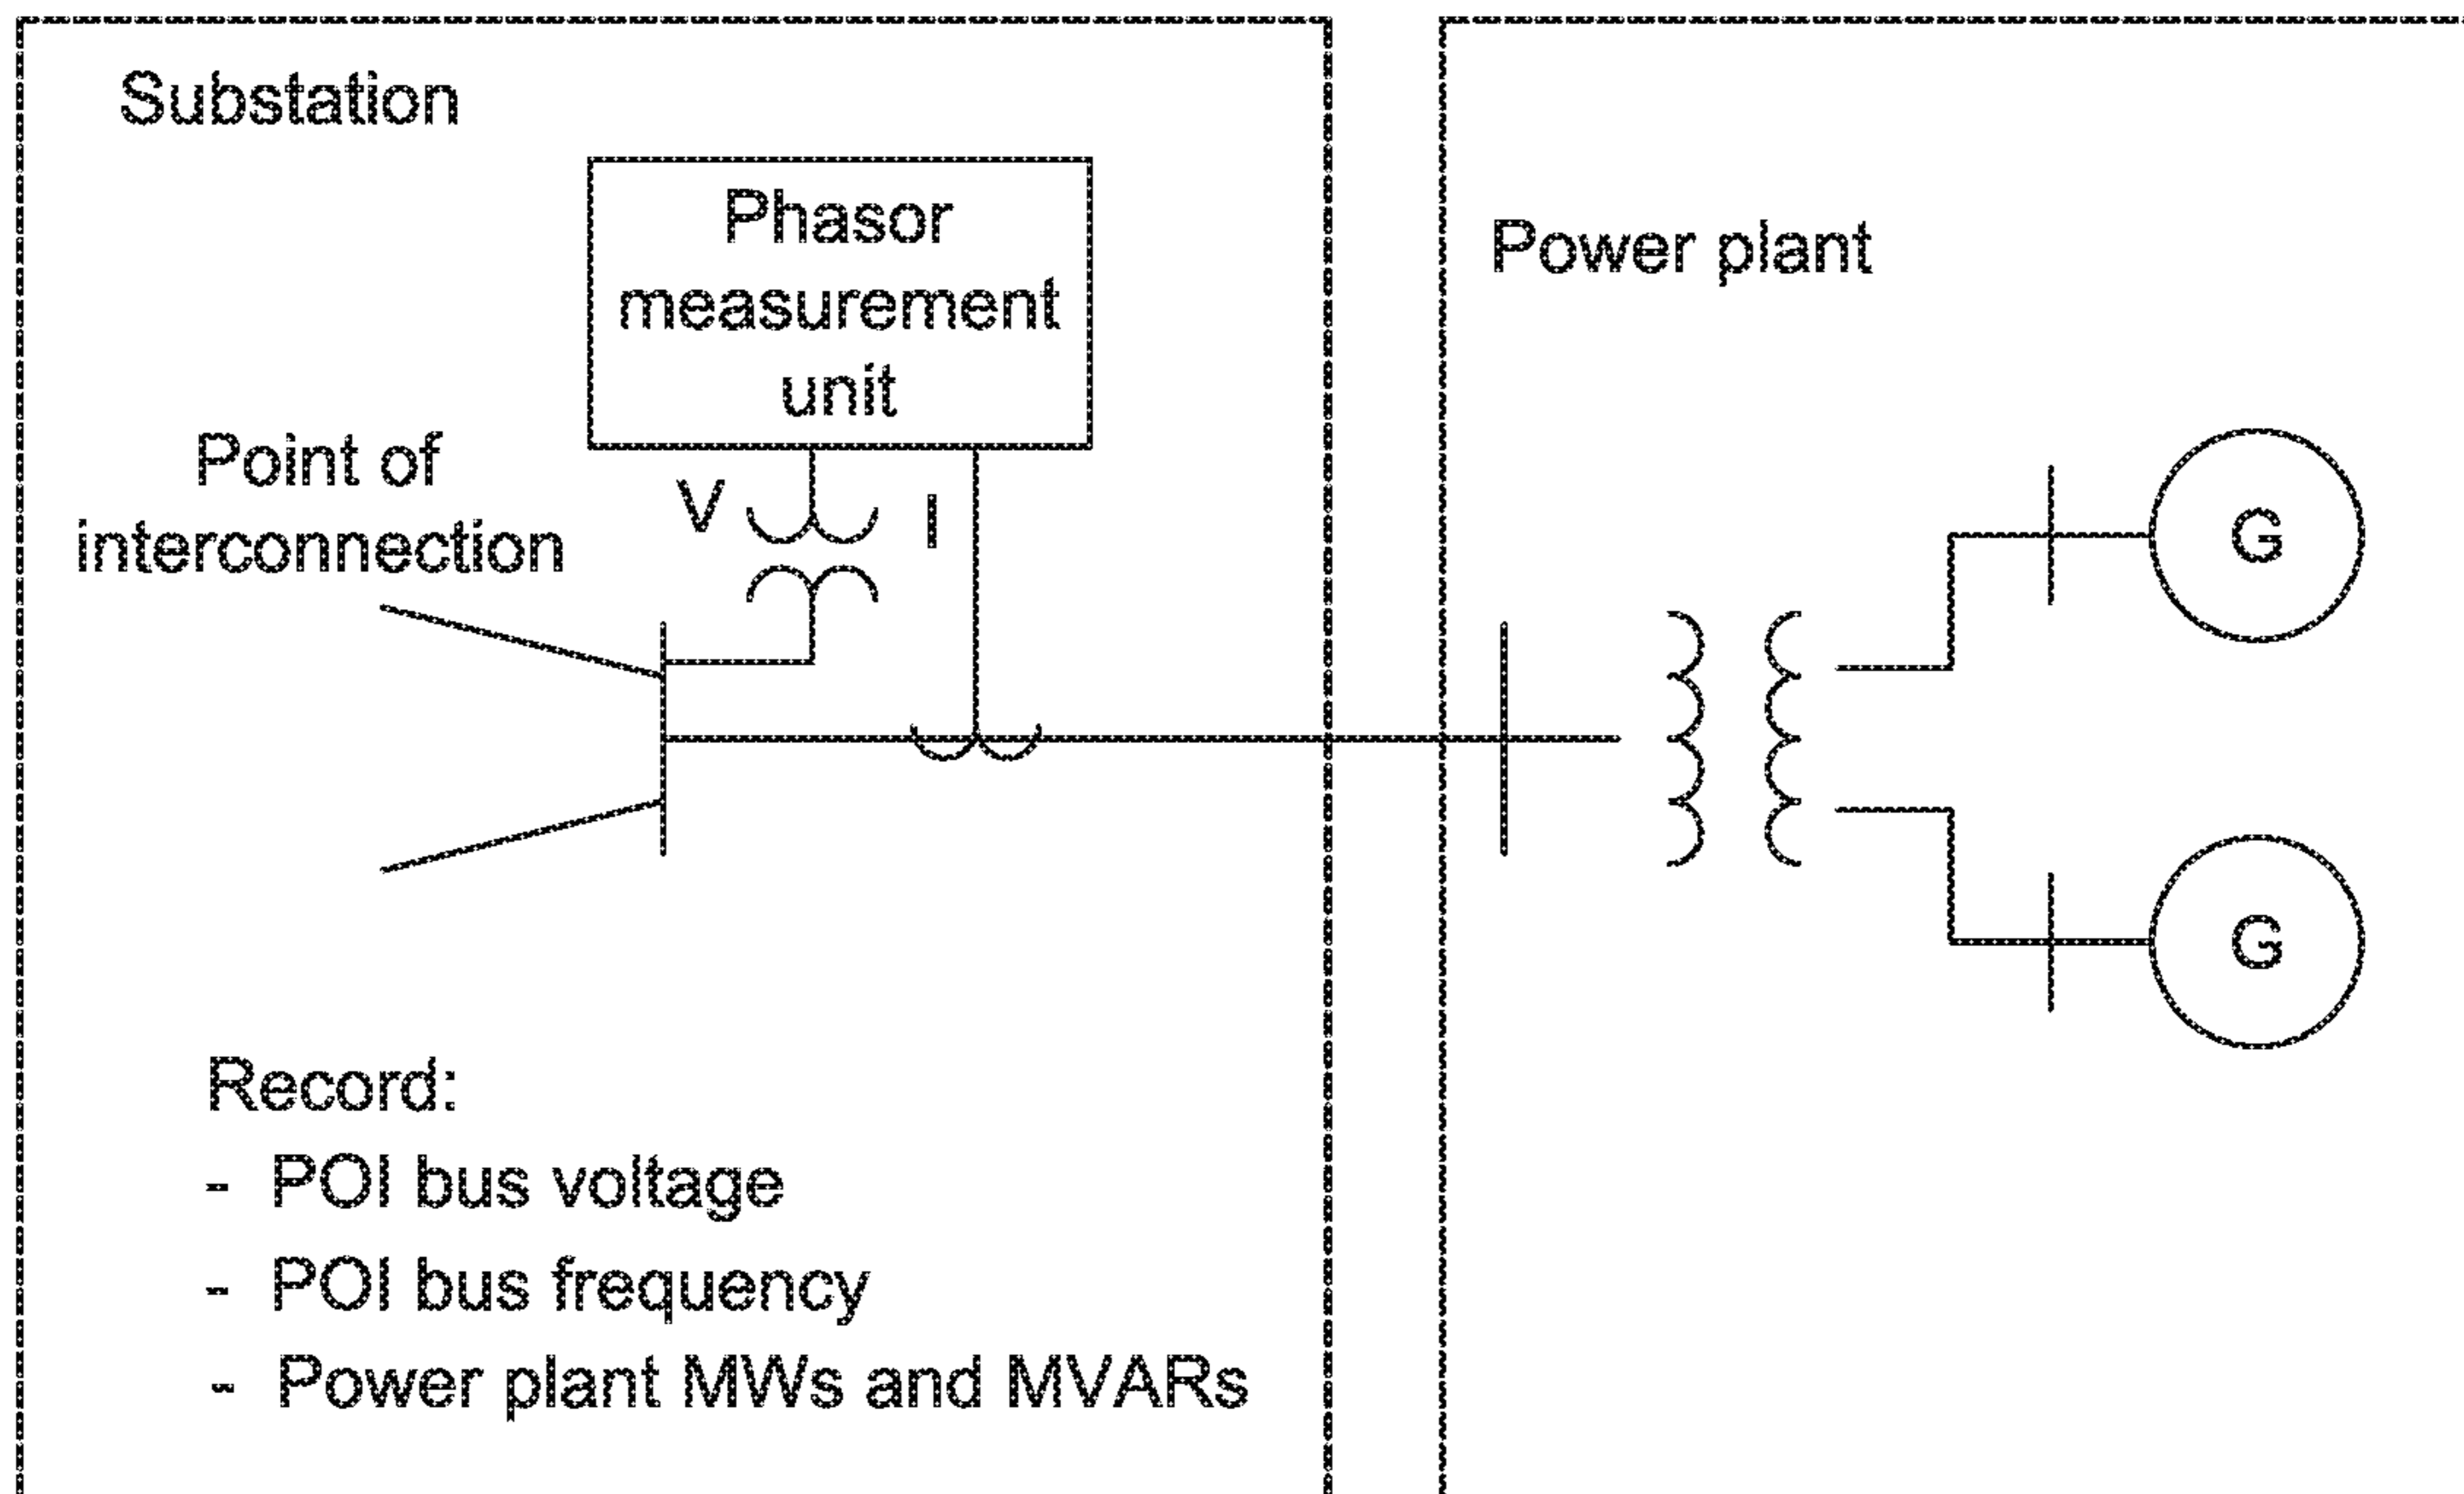 Substation
Phasor
measurement
unit
Power plant
Point of
interconnection
V
I
G
G
Record:
- POI bus voltage
- POI bus frequency
- Power plant MWs and MVARs